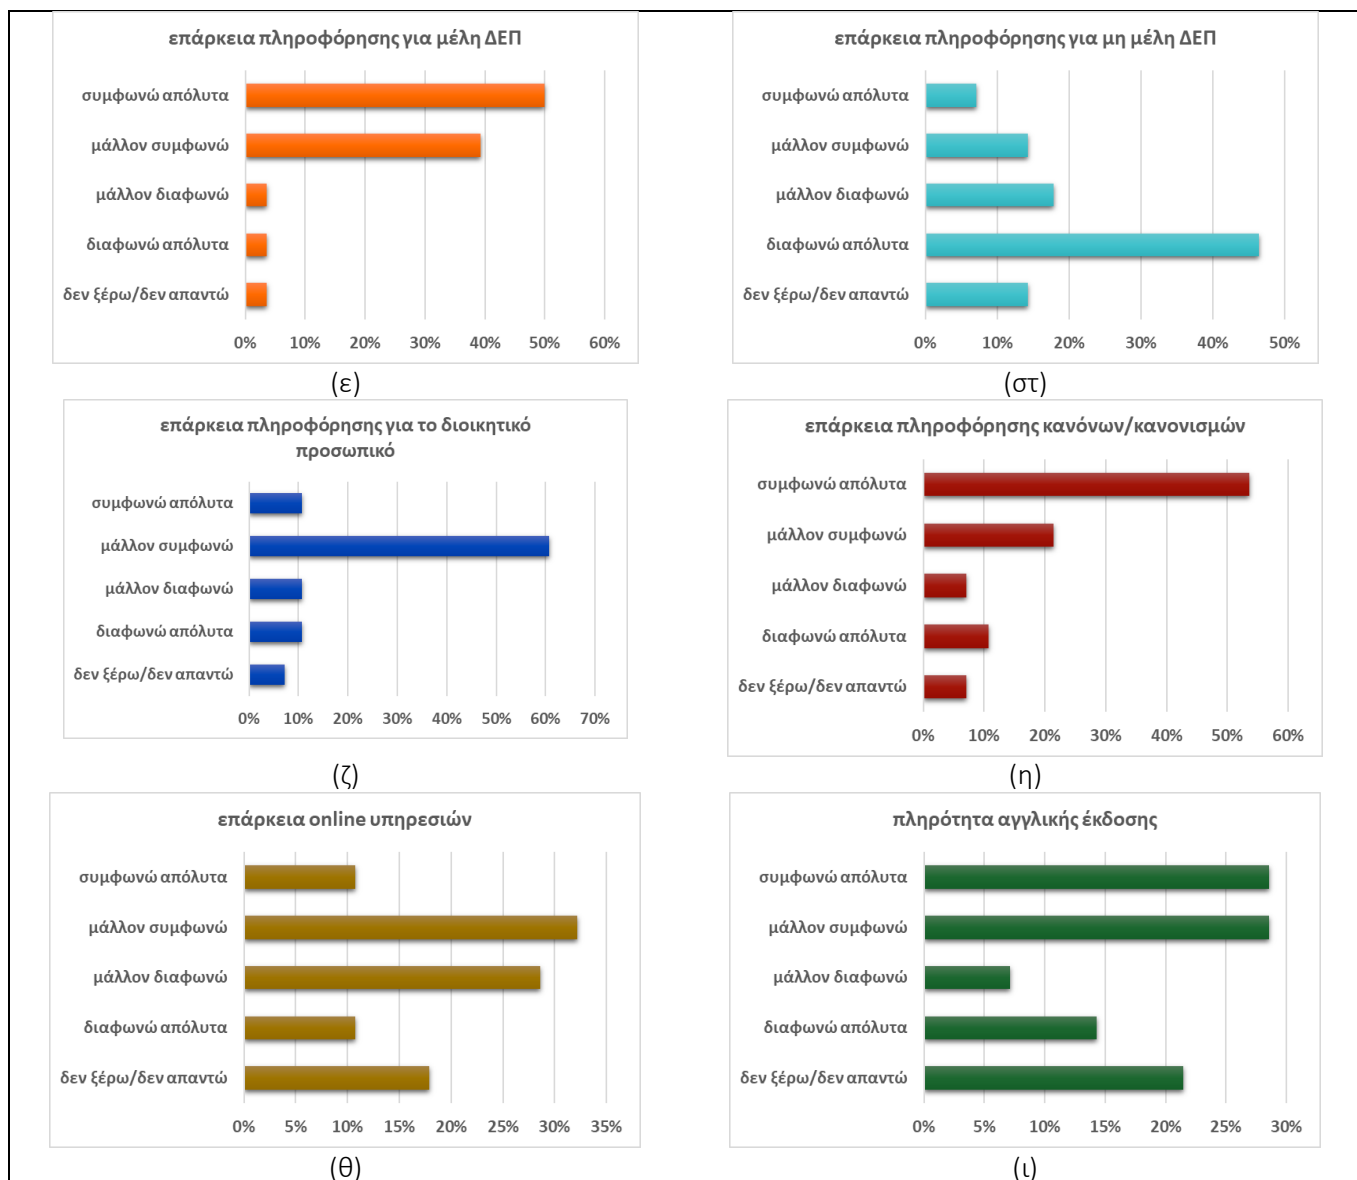 επάρκεια πληροφόρησης για μέλη ΔΕΠ
συμφωνώ απόλυτα
μάλλον συμφωνώ
μάλλον διαφωνώ
διαφωνώ απόλυτα
δεν ξέρω/δεν απαντώ
0% 10% 20% 30% 40% 50% 60%
(ε)
επάρκεια πληροφόρησης για μη μέλη ΔΕΠ
συμφωνώ απόλυτα
μάλλον συμφωνώ
μάλλον διαφωνώ
διαφωνώ απόλυτα
δεν ξέρω/δεν απαντώ
0% 10% 20% 30% 40% 50%
(στ)
επάρκεια πληροφόρησης για το διοικητικό
προσωπικό
συμφωνώ απόλυτα
μάλλον συμφωνώ
μάλλον διαφωνώ
διαφωνώ απόλυτα
δεν ξέρω/δεν απαντώ
0% 10% 20% 30% 40% 50% 60% 70%
(ζ)
επάρκεια πληροφόρησης κανόνων/κανονισμών
συμφωνώ απόλυτα
μάλλον συμφωνώ
μάλλον διαφωνώ
διαφωνώ απόλυτα
δεν ξέρω/δεν απαντώ
0% 10% 20% 30% 40% 50% 60%
(η)
επάρκεια online υπηρεσιών
συμφωνώ απόλυτα
μάλλον συμφωνώ
μάλλον διαφωνώ
διαφωνώ απόλυτα
δεν ξέρω/δεν απαντώ
0% 5% 10% 15% 20% 25% 30% 35%
(θ)
πληρότητα αγγλικής έκδοσης
συμφωνώ απόλυτα
μάλλον συμφωνώ
μάλλον διαφωνώ
διαφωνώ απόλυτα
δεν ξέρω/δεν απαντώ
0% 5% 10% 15% 20% 25% 30%
(ι)